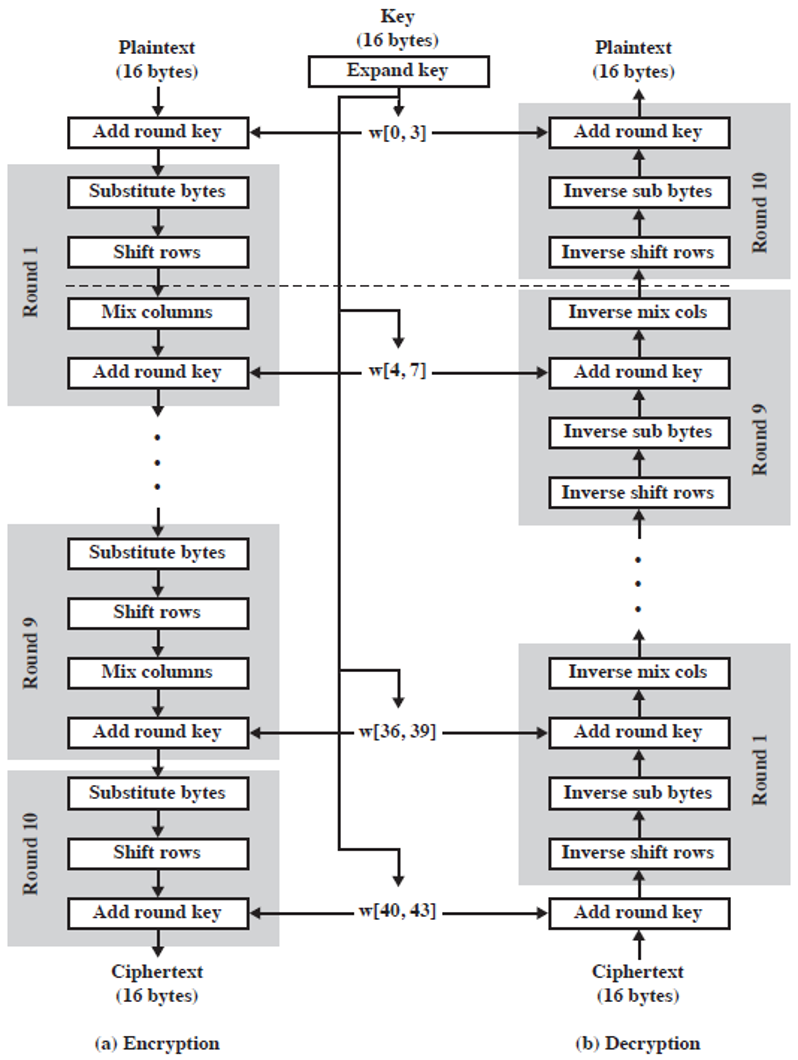 Key
(16 bytes)
Expand key
Plaintext
(16 bytes)
Add round key
Round 1
Substitute bytes
Shift rows
Mix columns
Add round key
Round 9
Substitute bytes
Shift rows
Mix columns
Add round key
Round 10
Substitute bytes
Shift rows
Add round key
Ciphertext
(16 bytes)
(a) Encryption
w[0, 3]
w[4, 7]
w[36, 39]
w[40, 43]
Plaintext
(16 bytes)
Add round key
Inverse sub bytes
Inverse shift rows
Round 10
Inverse mix cols
Add round key
Inverse sub bytes
Inverse shift rows
Round 9
Inverse mix cols
Add round key
Inverse sub bytes
Inverse shift rows
Round 1
Add round key
Ciphertext
(16 bytes)
(b) Decryption